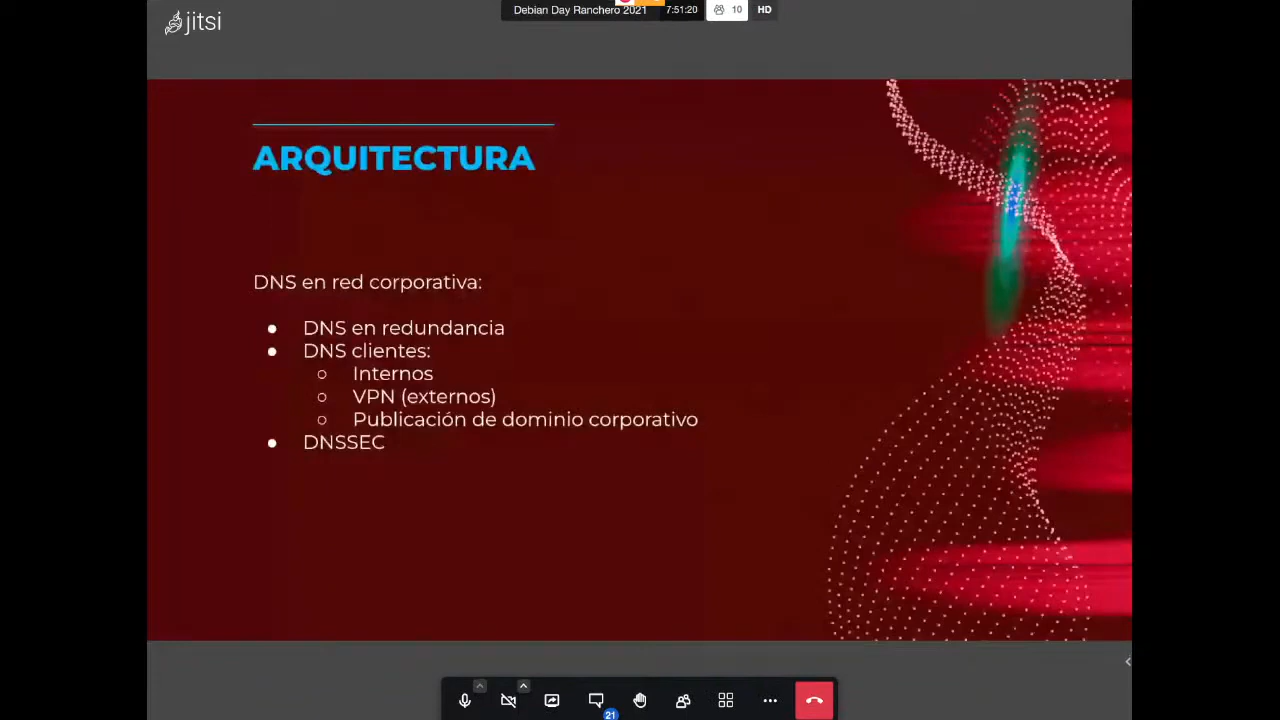 jitsi
Debian Day Ranchero 2021
7:51:20
10
HD
ARQUITECTURA
DNS en red corporativa:
● DNS en redundancia
● DNS clientes:
○ Internos
○ VPN (externos)
○ Publicación de dominio corporativo
● DNSSEC
21